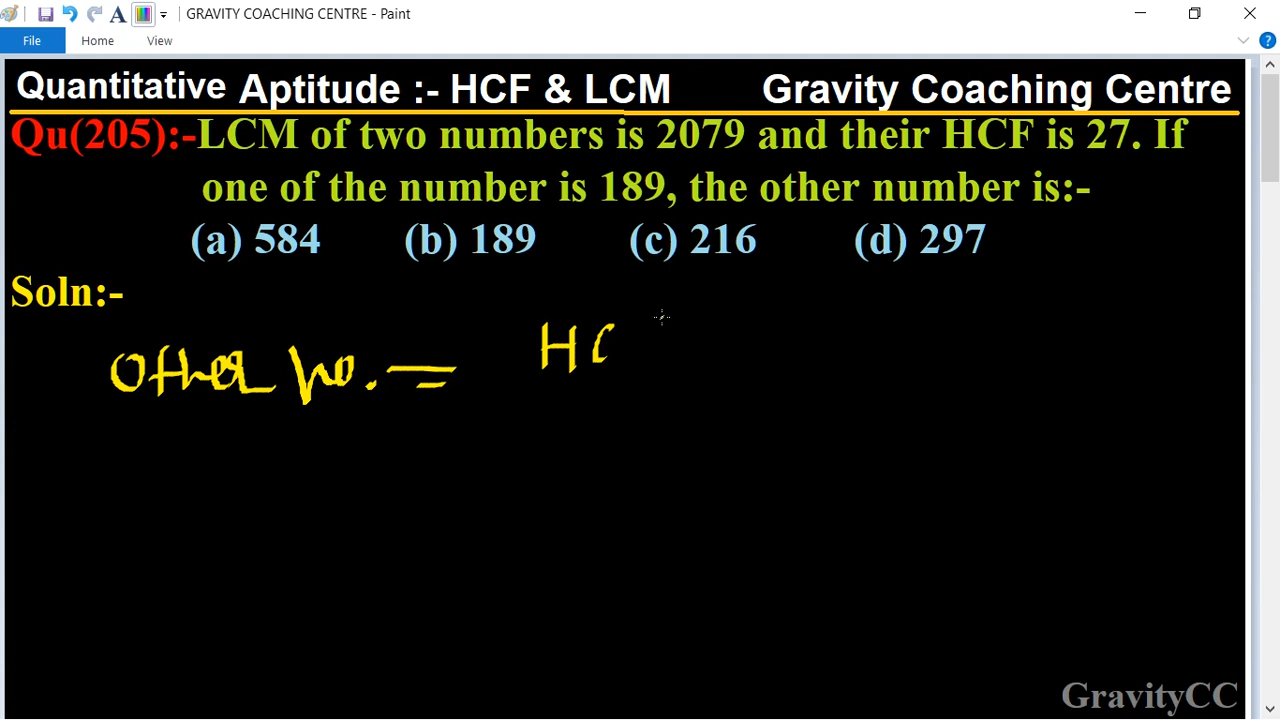 GRAVITY COACHING CENTRE - Paint
File Home View
Quantitative Aptitude :- HCF & LCM Gravity Coaching Centre
Qu(205):-LCM of two numbers is 2079 and their HCF is 27. If
one of the number is 189, the other number is:-
(a) 584 (b) 189 (c) 216 (d) 297
Soln:-
Other no. = HC
GravityCC